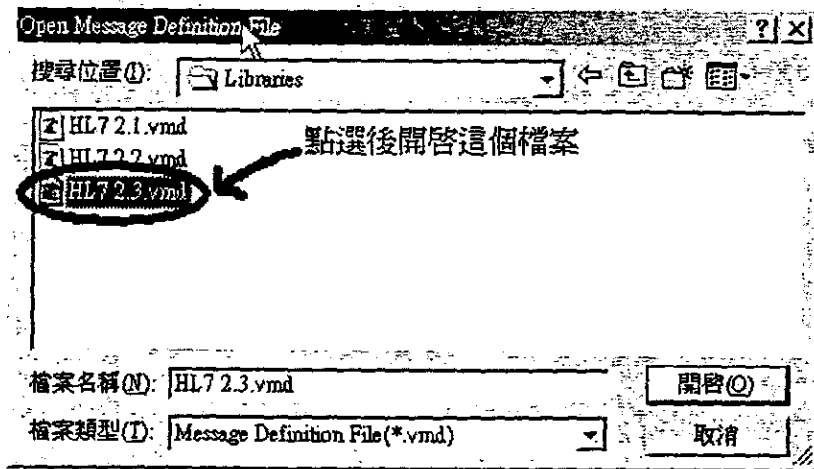 Open Message Definition File
搜尋位置(I): Libraries
HL7 2.1.vmd
HL7 2.2.vmd
HL7 2.3.vmd
點選後開啓這個檔案
檔案名稱(N): HL7 2.3.vmd
開啓(O)
檔案類型(T): Message Definition File(*.vmd)
取消